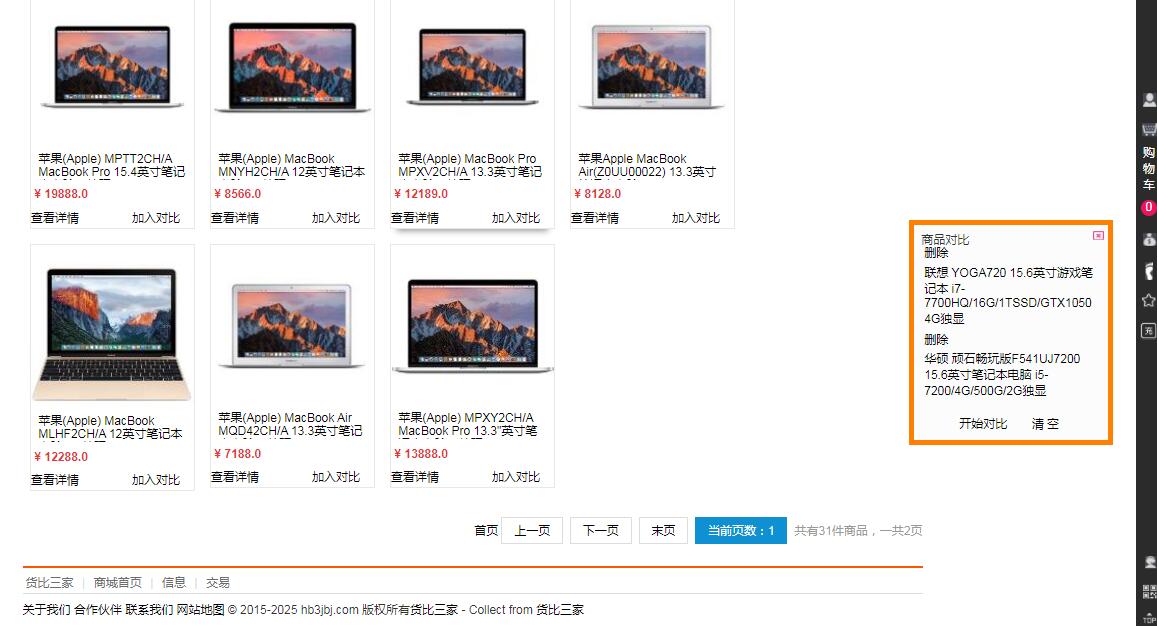 苹果(Apple) MPTT2CH/A
MacBook Pro 15.4英寸笔记
¥ 19888.0
查看详情 加入对比
苹果(Apple) MacBook
MNYH2CH/A 12英寸笔记本
¥ 8566.0
查看详情 加入对比
苹果(Apple) MacBook Pro
MPXV2CH/A 13.3英寸笔记
¥ 12189.0
查看详情 加入对比
苹果Apple MacBook
Air(Z0UU00022) 13.3英寸
¥ 8128.0
查看详情 加入对比
苹果(Apple) MacBook
MLHF2CH/A 12英寸笔记本
¥ 12288.0
查看详情 加入对比
苹果(Apple) MacBook Air
MQD42CH/A 13.3英寸笔记
¥ 7188.0
查看详情 加入对比
苹果(Apple) MPXY2CH/A
MacBook Pro 13.3"英寸笔
¥ 13888.0
查看详情 加入对比
商品对比
删除
联想 YOGA720 15.6英寸游戏笔
记本 i7-
7700HQ/16G/1TSSD/GTX1050
4G独显
删除
华硕 顽石畅玩版F541UJ7200
15.6英寸笔记本电脑 i5-
7200/4G/500G/2G独显
开始对比 清 空
购
物
车
0
充
TOP
首页 上一页 下一页 末页 当前页数：1 共有31件商品，一共2页
货比三家 | 商城首页 | 信息 | 交易
关于我们 合作伙伴 联系我们 网站地图 © 2015-2025 hb3jbj.com 版权所有货比三家 - Collect from 货比三家